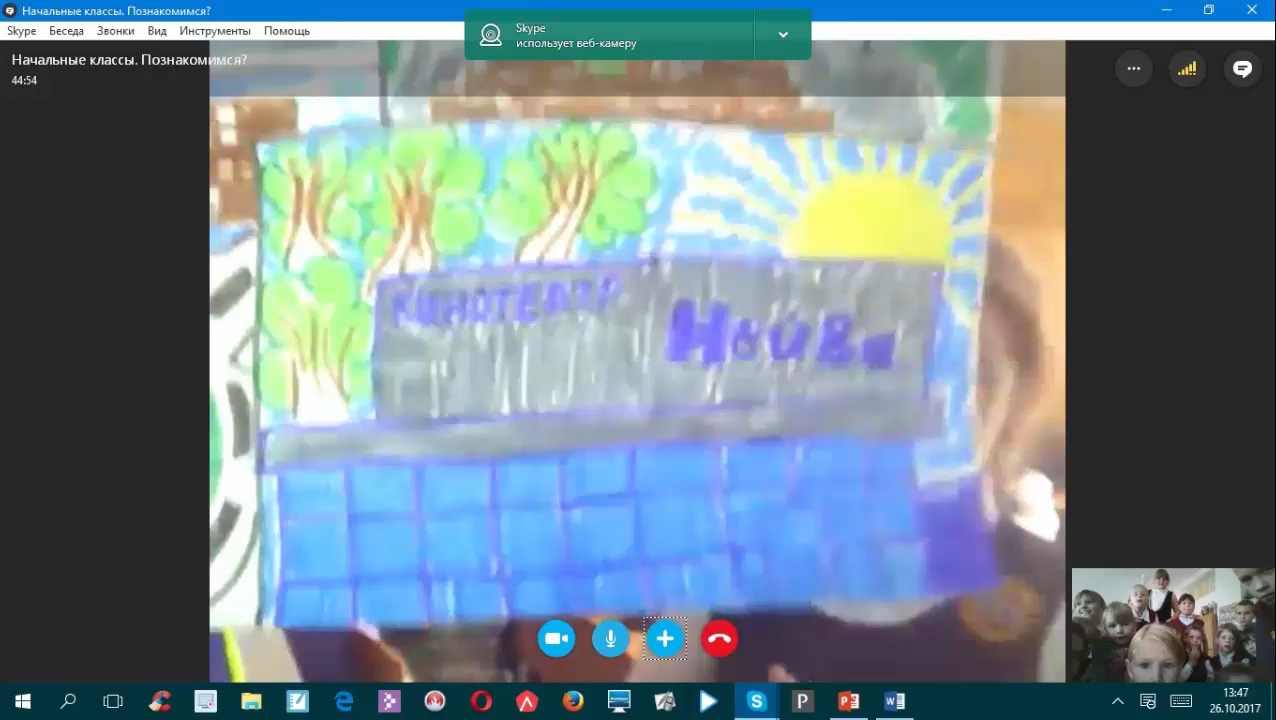 Начальные классы. Познакомимся?
Skype Беседа Звонки Вид Инструменты Помощь
Skype
использует веб-камеру
Начальные классы. Познакомимся?
44:54
КИНОТЕАТР
Нейва
13:47
26.10.2017